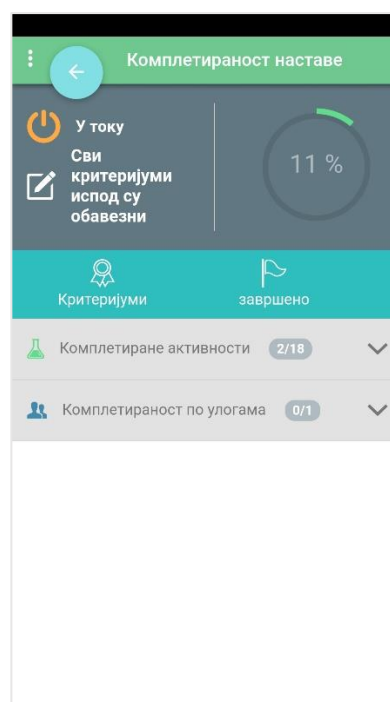 Комплетираност наставе
У току
Сви
критеријуми
испод су
обавезни
11 %
Критеријуми
завршено
Комплетиране активности 2/18
Комплетираност по улогама 0/1